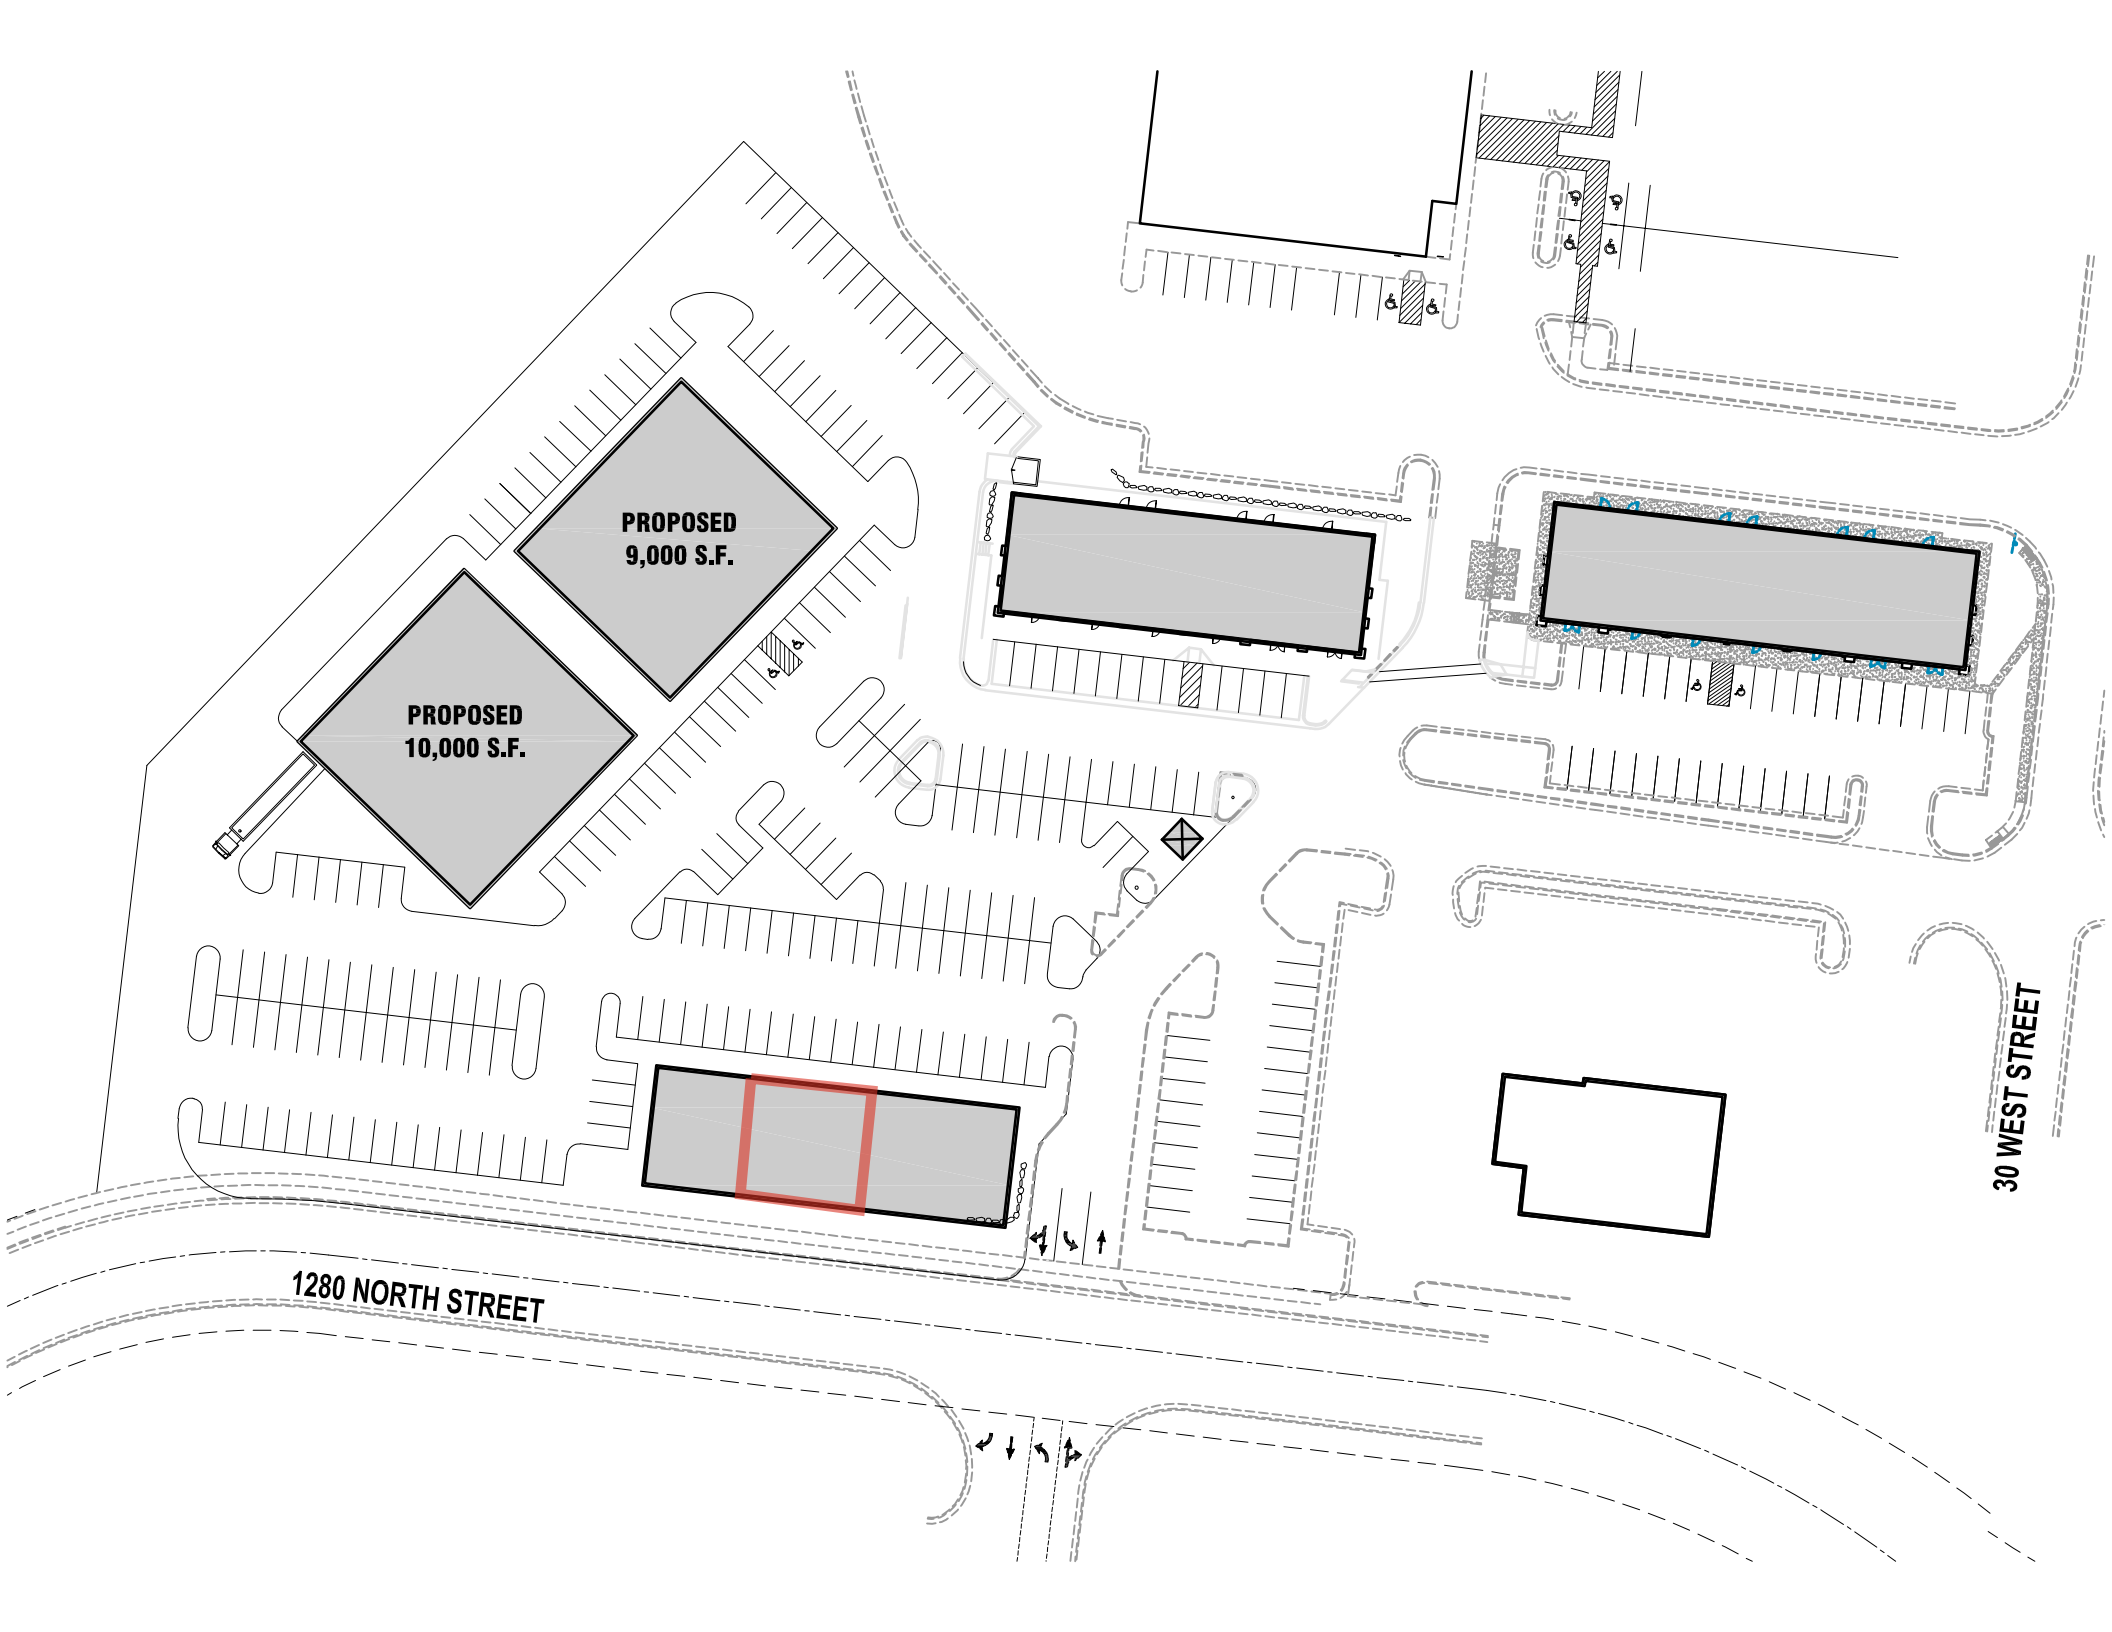 PROPOSED
9,000 S.F.
PROPOSED
10,000 S.F.
30 WEST STREET
1280 NORTH STREET